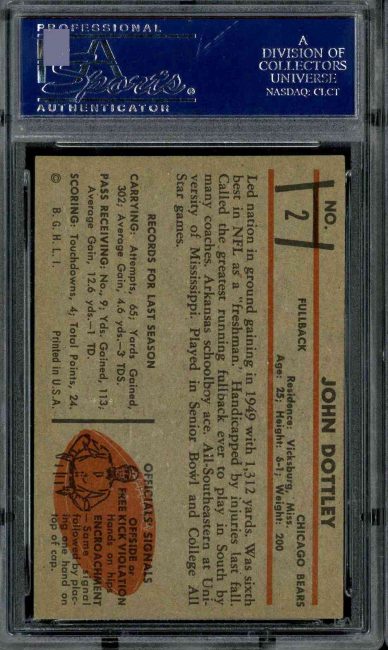 PROFESSIONAL
Sports
AUTHENTICATOR
A
DIVISION OF
COLLECTORS
UNIVERSE
NASDAQ: CLCT
NO.
2
JOHN DOTTLEY
FULLBACK
CHICAGO BEARS
Residence: Vicksburg, Miss.
Age: 25; Height: 6-1; Weight: 200
Led nation in ground gaining in 1949 with 1,312 yards. Was sixth
best in NFL as a "freshman." Handicapped by injuries last fall.
Called the greatest running fullback ever to play in South by
many coaches. Arkansas schoolboy ace. All-Southeastern at Uni-
versity of Mississippi. Played in Senior Bowl and College All
Star games.
RECORDS FOR LAST SEASON
CARRYING: Attempts, 65; Yards Gained,
302; Average Gain, 4.6 yds.—3 TDS.
PASS RECEIVING: No., 9; Yds. Gained, 113;
Average Gain, 12.6 yds.—1 TD.
SCORING: Touchdowns, 4; Total Points, 24.
© B. G. H. L. I. Printed in U.S.A.
OFFICIALS' SIGNALS
FREE KICK VIOLATION
OFFSIDE or
Hands on hips
ENCROACHMENT
—Same signal
followed by plac-
ing one hand on
top of cap.